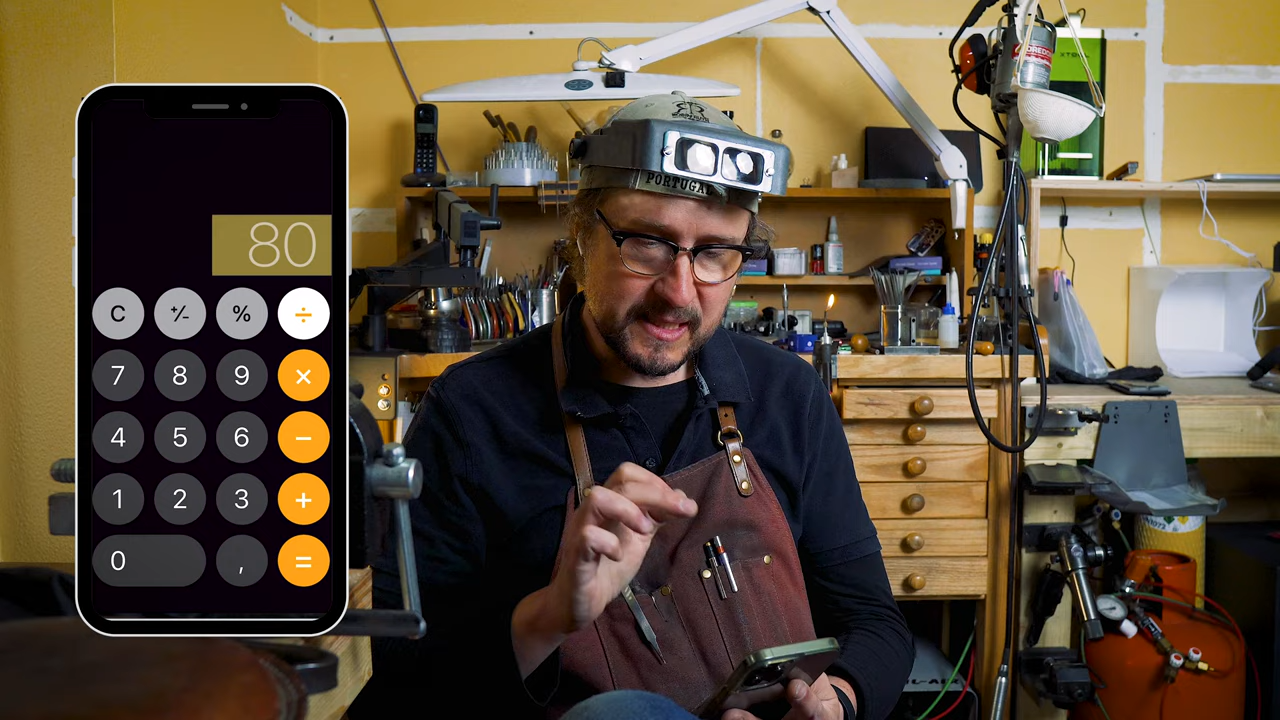 80
C +/− % ÷
7 8 9 ×
4 5 6 −
1 2 3 +
0 , =
PORTUGAL